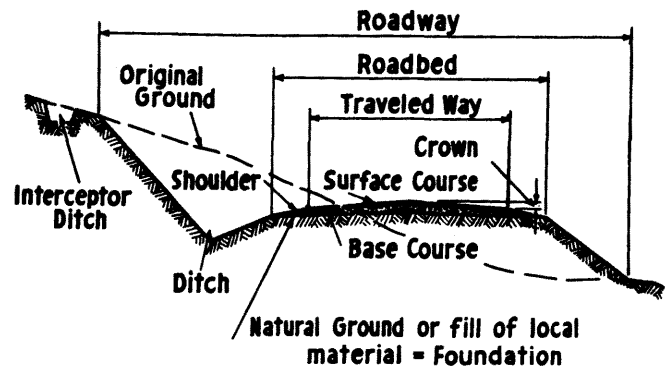 Roadway
Roadbed
Original
Ground
Traveled Way
Crown
Shoulder
Surface Course
Interceptor
Ditch
Base Course
Ditch
Natural Ground or fill of local
material = Foundation